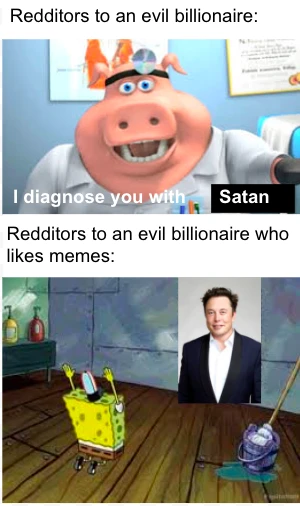 Redditors to an evil billionaire:
I diagnose you with Satan
Redditors to an evil billionaire who
likes memes: